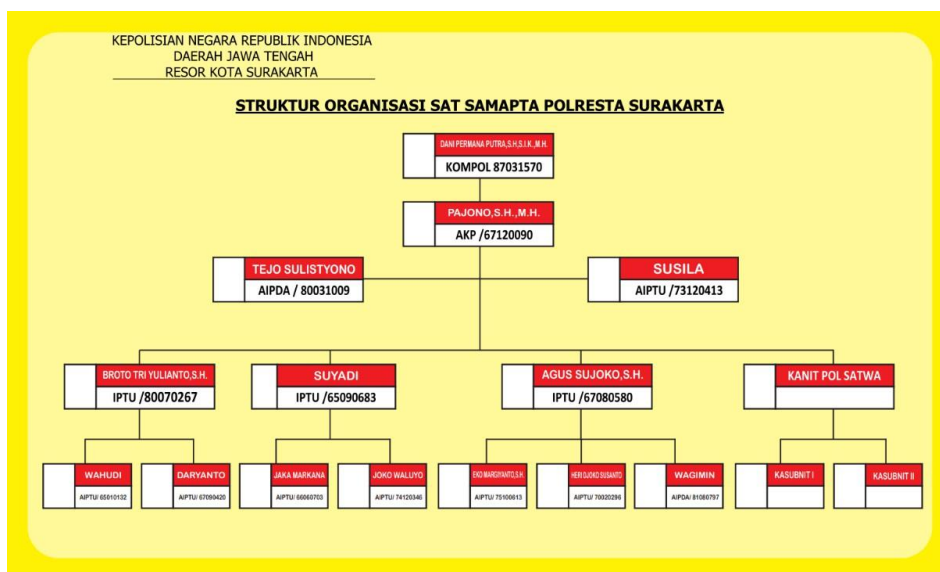 KEPOLISIAN NEGARA REPUBLIK INDONESIA
DAERAH JAWA TENGAH
RESOR KOTA SURAKARTA
STRUKTUR ORGANISASI SAT SAMAPTA POLRESTA SURAKARTA
DANI PERMANA PUTRA,S.H,S.I.K.,M.H.
KOMPOL 87031570
PAJONO,S.H.,M.H.
AKP /67120090
TEJO SULISTYONO
AIPDA / 80031009
SUSILA
AIPTU /73120413
BROTO TRI YULIANTO,S.H.
IPTU /80070267
SUYADI
IPTU /65090683
AGUS SUJOKO,S.H.
IPTU /67080580
KANIT POL SATWA
WAHUDI
AIPTU/ 65010132
DARYANTO
AIPTU/ 67090420
JAKA MARKANA
AIPTU/ 66060703
JOKO WALUYO
AIPTU/ 74120346
EKO MARGIYANTO,S.H
AIPTU/ 75100613
HERI DJOKO SUSANTO
AIPTU/ 70020296
WAGIMIN
AIPDA/ 81080797
KASUBNIT I
KASUBNIT II